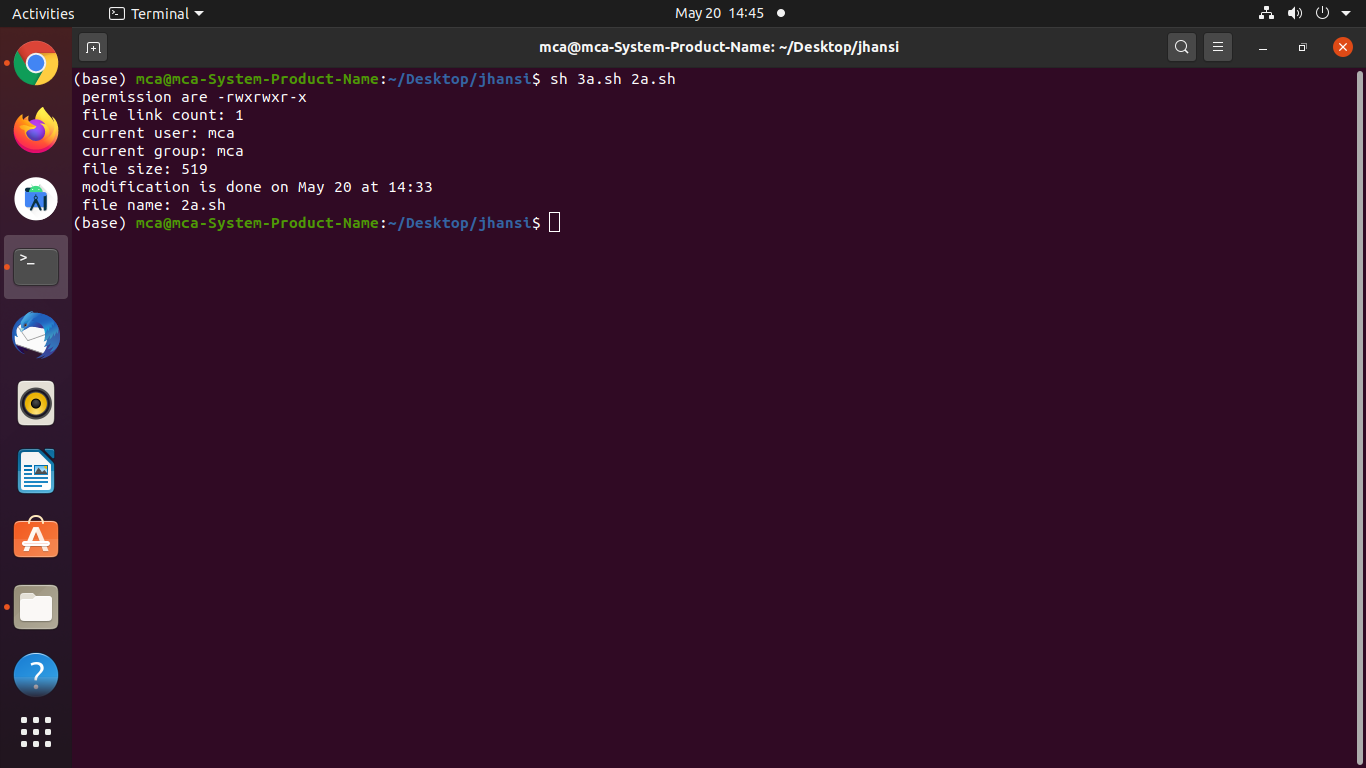 Activities Terminal May 20 14:45
mca@mca-System-Product-Name: ~/Desktop/jhansi
(base) mca@mca-System-Product-Name:~/Desktop/jhansi$ sh 3a.sh 2a.sh
permission are -rwxrwxr-x
file link count: 1
current user: mca
current group: mca
file size: 519
modification is done on May 20 at 14:33
file name: 2a.sh
(base) mca@mca-System-Product-Name:~/Desktop/jhansi$